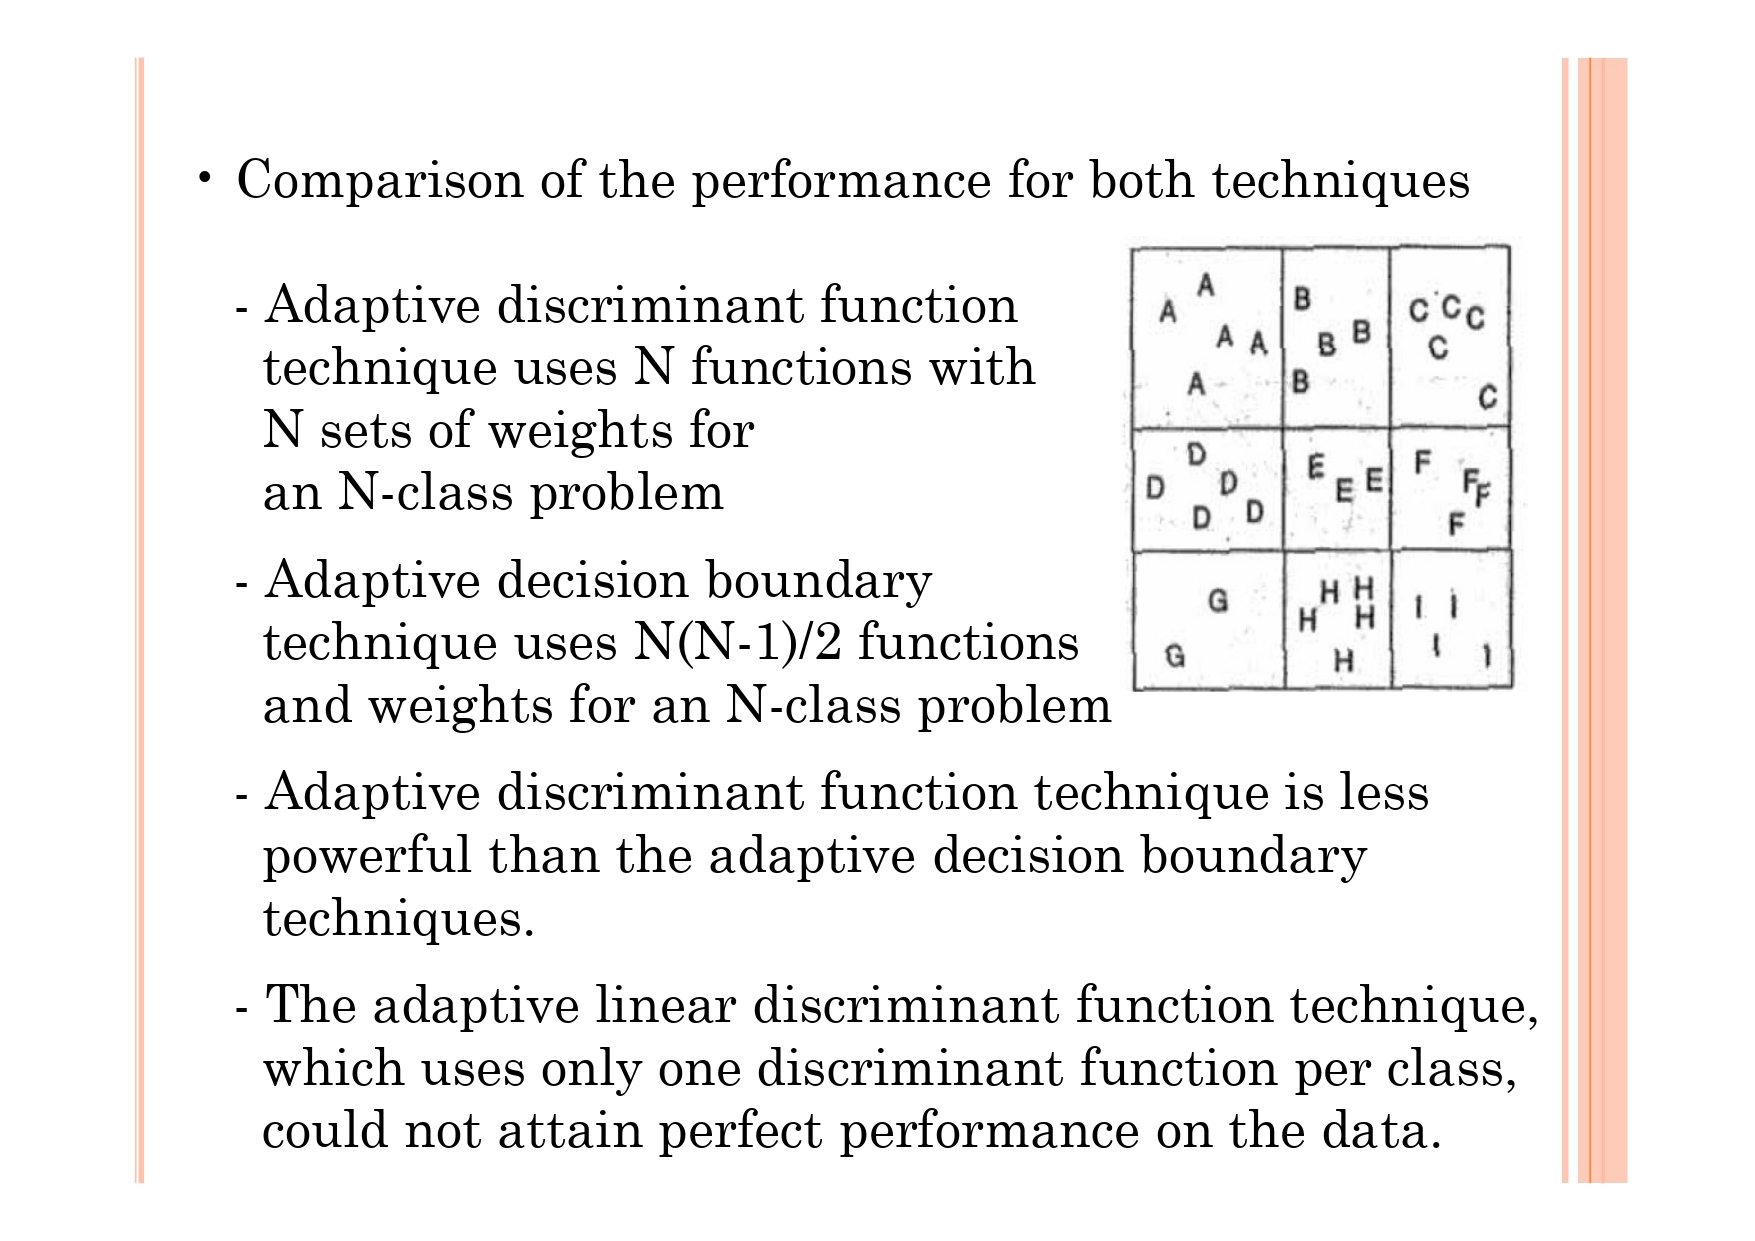 • Comparison of the performance for both techniques
- Adaptive discriminant function
technique uses N functions with
N sets of weights for
an N-class problem
- Adaptive decision boundary
technique uses N(N-1)/2 functions
and weights for an N-class problem
- Adaptive discriminant function technique is less
powerful than the adaptive decision boundary
techniques.
- The adaptive linear discriminant function technique,
which uses only one discriminant function per class,
could not attain perfect performance on the data.
A A A A A
B B B B
C C C C C
D D D D D
E E E
F F F F
G G
H H H H H
I I I I